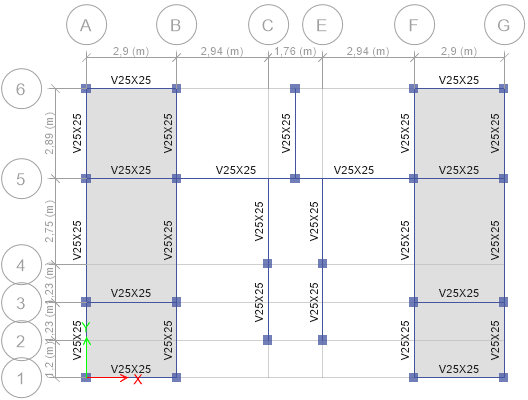 A B C E F G
2,9 (m) 2,94 (m) 1,76 (m) 2,94 (m) 2,9 (m)
6 V25X25 V25X25
2,89 (m) V25X25 V25X25 V25X25 V25X25 V25X25
5 V25X25 V25X25 V25X25 V25X25
2,75 (m) V25X25 V25X25 V25X25 V25X25 V25X25 V25X25
4
1,23 (m) V25X25 V25X25
3 V25X25 V25X25
1,23 (m)
2 V25X25 V25X25 V25X25 V25X25
Y
1,2 (m)
1 V25X25 V25X25
X